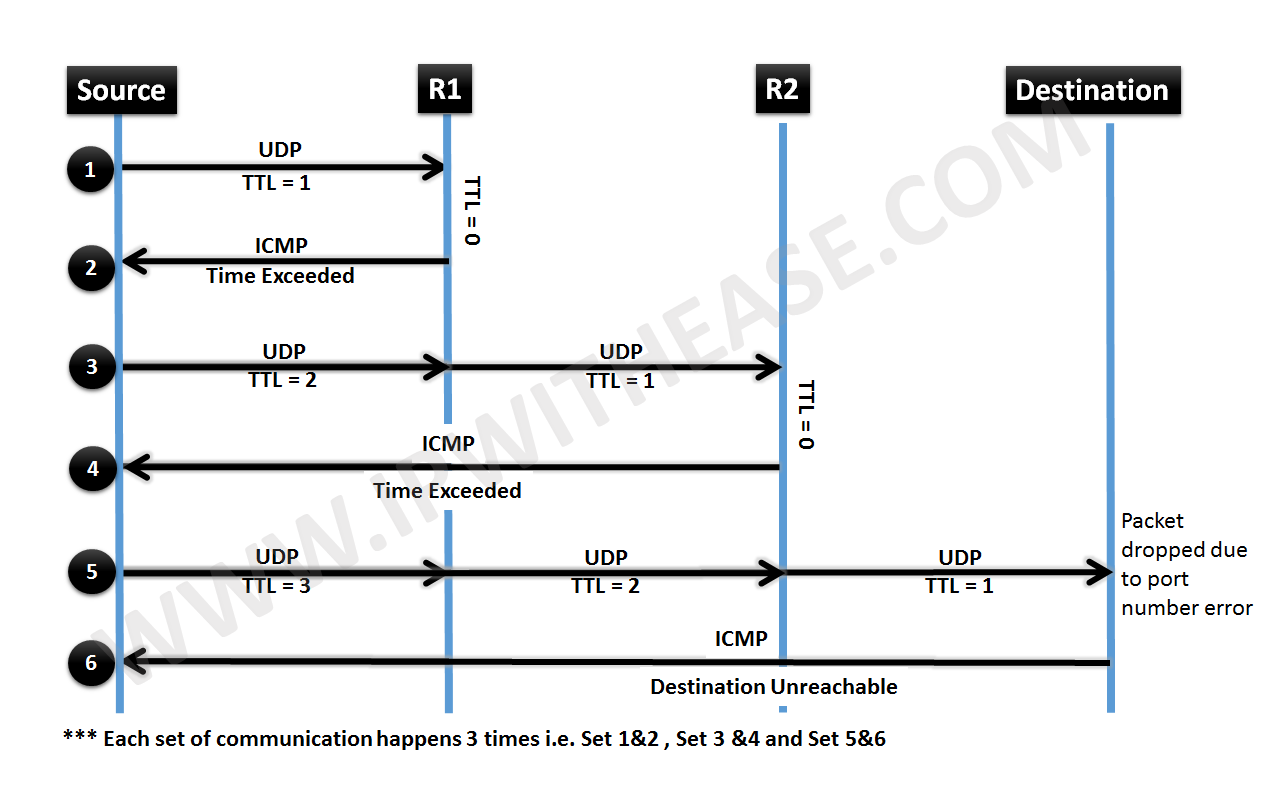 Source
R1
R2
Destination
1
UDP
TTL = 1
TTL = 0
2
ICMP
Time Exceeded
3
UDP
TTL = 2
UDP
TTL = 1
TTL = 0
4
ICMP
Time Exceeded
5
UDP
TTL = 3
UDP
TTL = 2
UDP
TTL = 1
Packet
dropped due
to port
number error
6
ICMP
Destination Unreachable
*** Each set of communication happens 3 times i.e. Set 1&2 , Set 3 &4 and Set 5&6
WWW.IPWITHEASE.COM